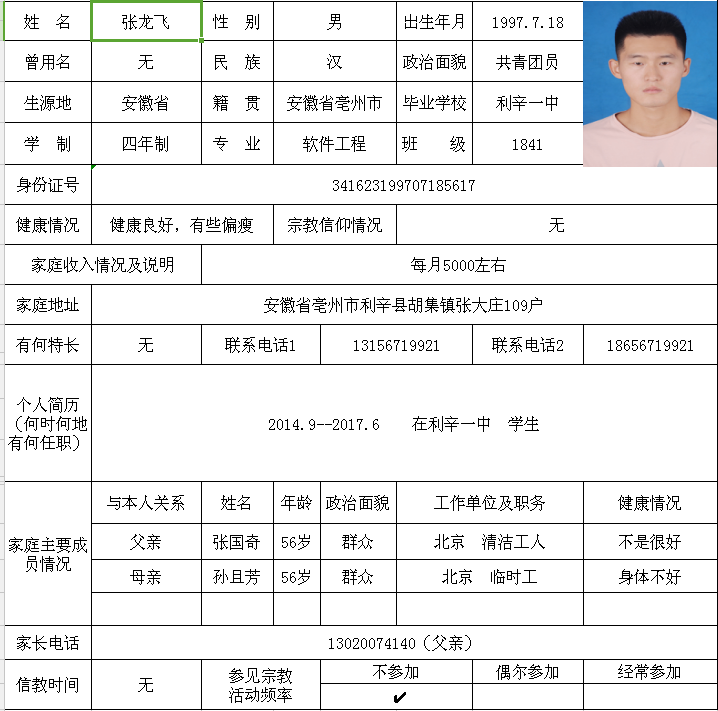 姓 名 张龙飞 性 别 男 出生年月 1997.7.18
曾用名 无 民 族 汉 政治面貌 共青团员
生源地 安徽省 籍 贯 安徽省亳州市 毕业学校 利辛一中
学 制 四年制 专 业 软件工程 班 级 1841
身份证号 341623199707185617
健康情况 健康良好，有些偏瘦 宗教信仰情况 无
家庭收入情况及说明 每月5000左右
家庭地址 安徽省亳州市利辛县胡集镇张大庄109户
有何特长 无 联系电话1 13156719921 联系电话2 18656719921
个人简历
（何时何地
有何任职）
2014.9--2017.6 在利辛一中 学生
家庭主要成
员情况
与本人关系 姓名 年龄 政治面貌 工作单位及职务 健康情况
父亲 张国奇 56岁 群众 北京 清洁工人 不是很好
母亲 孙且芳 56岁 群众 北京 临时工 身体不好
家长电话 13020074140（父亲）
信教时间 无
参见宗教
活动频率
不参加 偶尔参加 经常参加
✔